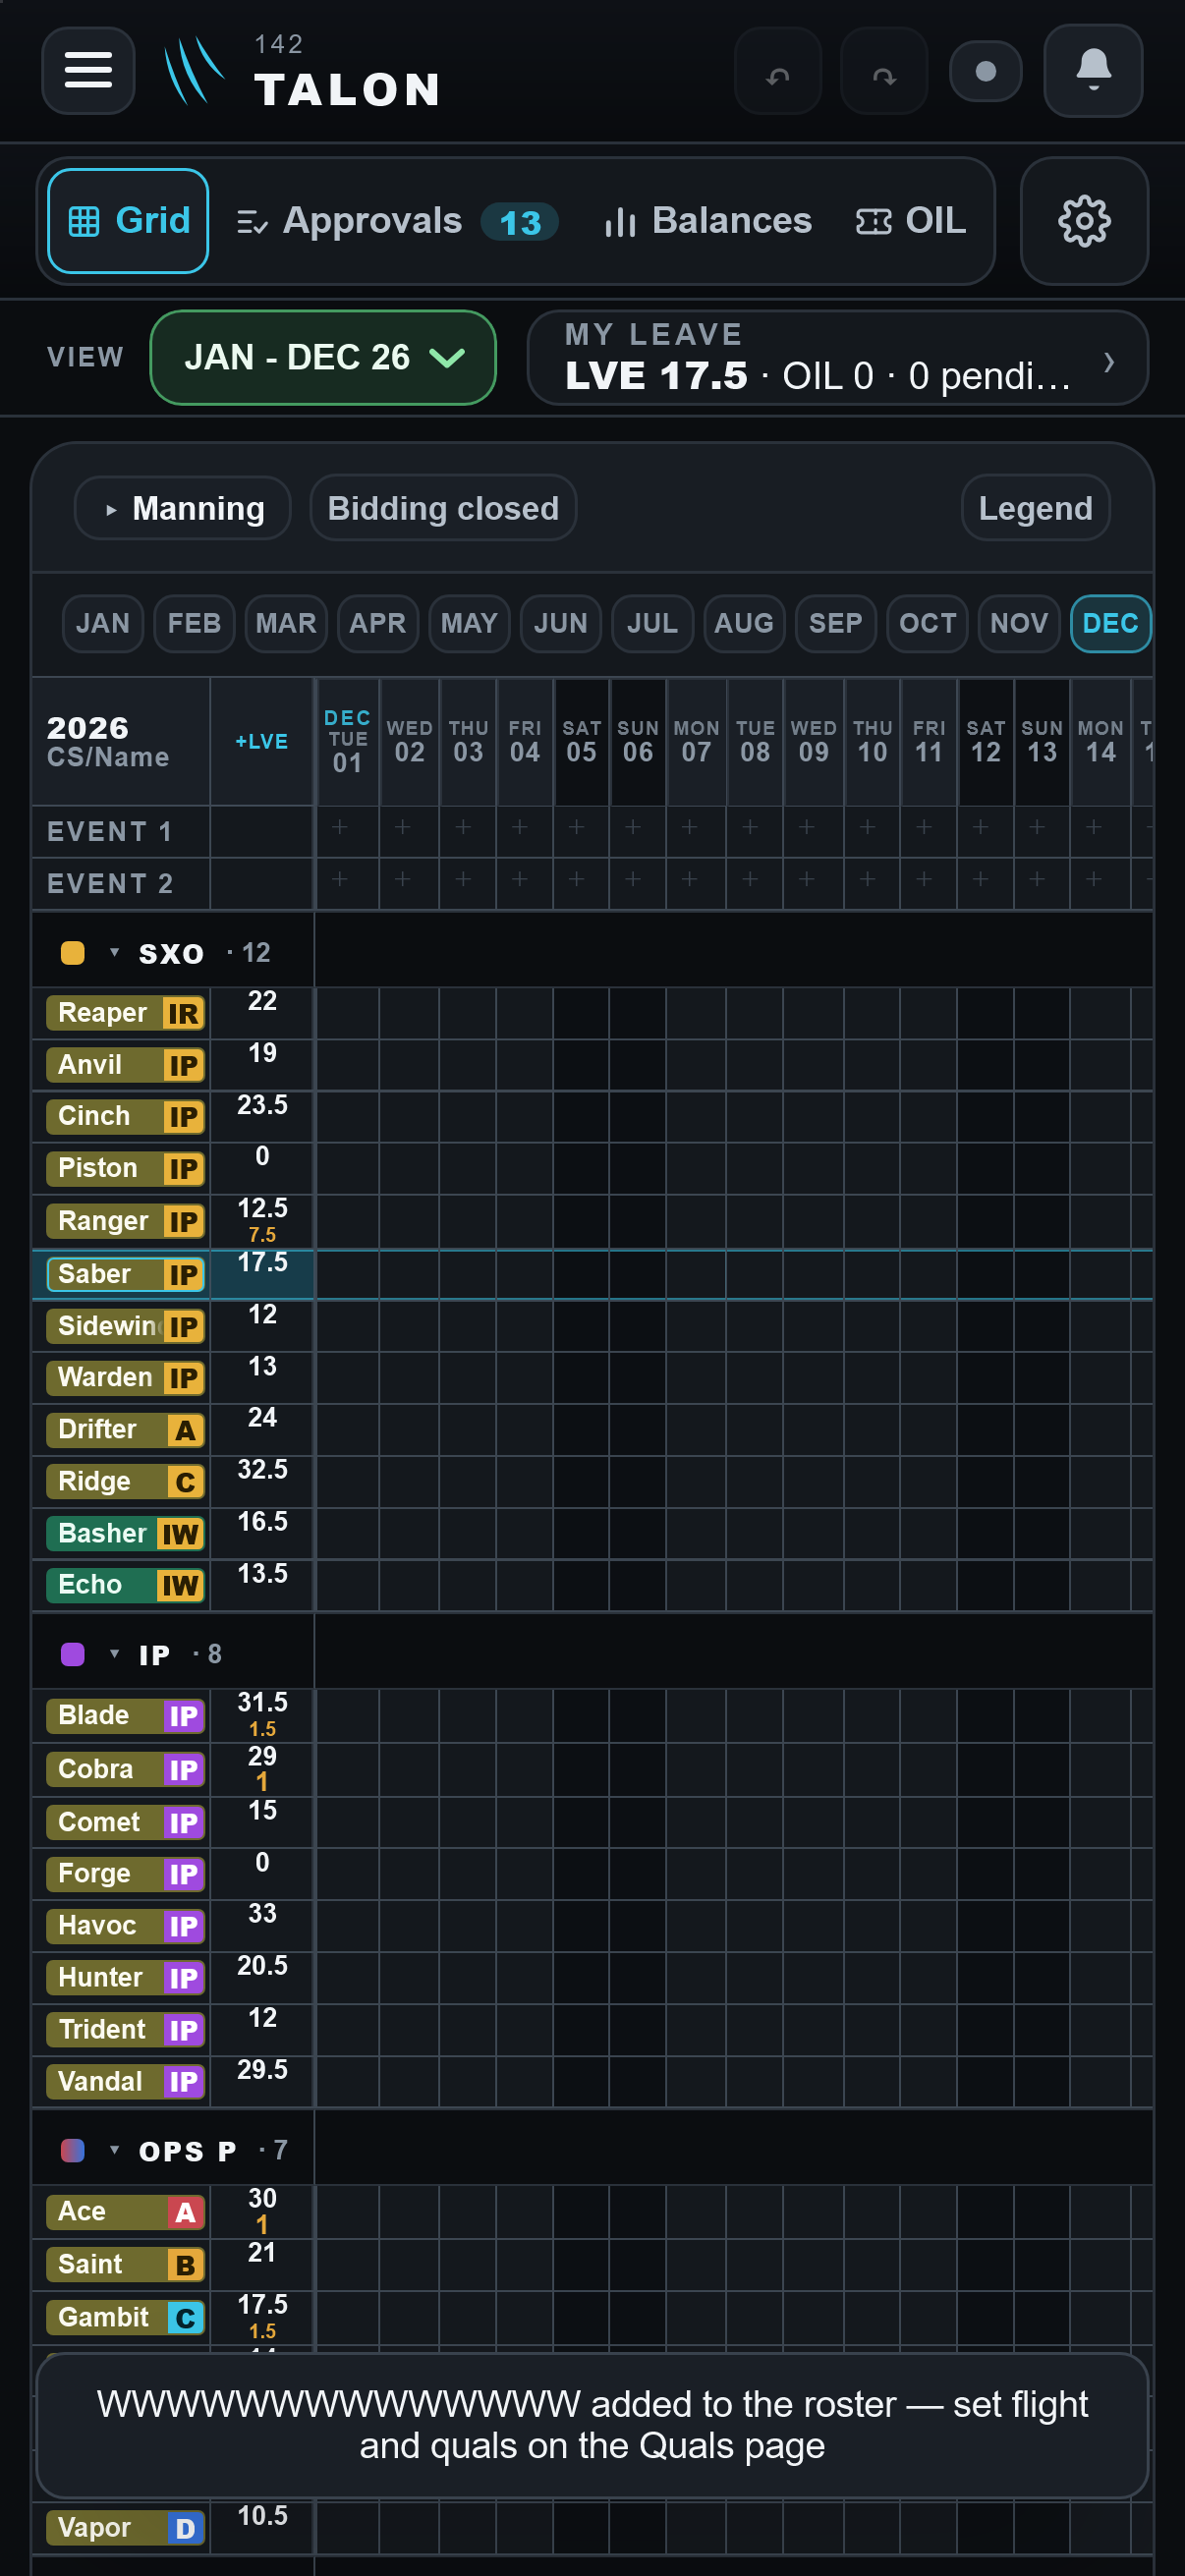 142
TALON
Grid
Approvals 13
Balances
OIL
VIEW
JAN - DEC 26
MY LEAVE
LVE 17.5 · OIL 0 · 0 pendi…
Manning
Bidding closed
Legend
JAN FEB MAR APR MAY JUN JUL AUG SEP OCT NOV DEC
2026
CS/Name
+LVE
DEC TUE 01
WED 02
THU 03
FRI 04
SAT 05
SUN 06
MON 07
TUE 08
WED 09
THU 10
FRI 11
SAT 12
SUN 13
MON 14
EVENT 1 + + + + + + + + + + + + + +
EVENT 2 + + + + + + + + + + + + + +
SXO · 12
Reaper IR 22
Anvil IP 19
Cinch IP 23.5
Piston IP 0
Ranger IP 12.5
7.5
Saber IP 17.5
Sidewin IP 12
Warden IP 13
Drifter A 24
Ridge C 32.5
Basher IW 16.5
Echo IW 13.5
IP · 8
Blade IP 31.5
1.5
Cobra IP 29
1
Comet IP 15
Forge IP 0
Havoc IP 33
Hunter IP 20.5
Trident IP 12
Vandal IP 29.5
OPS P · 7
Ace A 30
1
Saint B 21
Gambit C 17.5
1.5
WWWWWWWWWWWWWW added to the roster — set flight
and quals on the Quals page
Vapor D 10.5